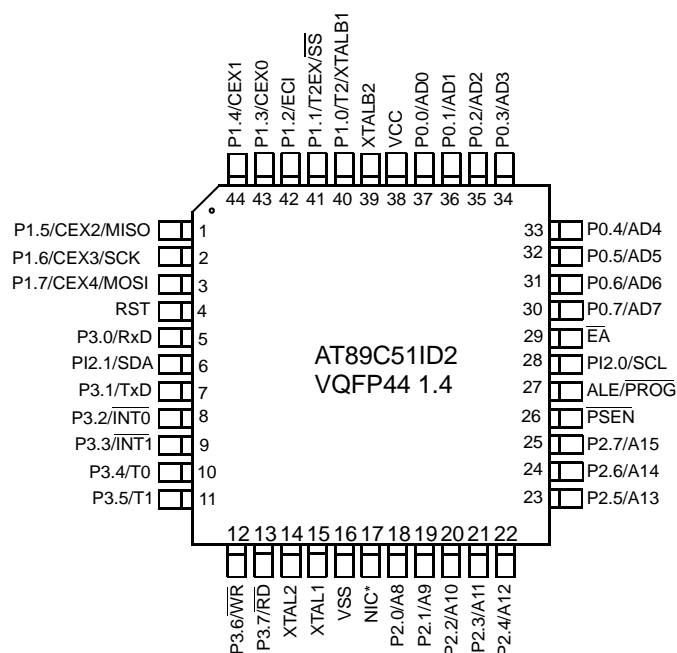 P1.4/CEX1
P1.3/CEX0
P1.2/ECI
P1.1/T2EX/S̅S̅
P1.0/T2/XTALB1
XTALB2
VCC
P0.0/AD0
P0.1/AD1
P0.2/AD2
P0.3/AD3
44 43 42 41 40 39 38 37 36 35 34
P1.5/CEX2/MISO 1
P1.6/CEX3/SCK 2
P1.7/CEX4/MOSI 3
RST 4
P3.0/RxD 5
PI2.1/SDA 6
P3.1/TxD 7
P3.2/I̅N̅T̅0̅ 8
P3.3/I̅N̅T̅1̅ 9
P3.4/T0 10
P3.5/T1 11
AT89C51ID2
VQFP44 1.4
33 P0.4/AD4
32 P0.5/AD5
31 P0.6/AD6
30 P0.7/AD7
29 E̅A̅
28 PI2.0/SCL
27 ALE/P̅R̅O̅G̅
26 P̅S̅E̅N̅
25 P2.7/A15
24 P2.6/A14
23 P2.5/A13
12 13 14 15 16 17 18 19 20 21 22
P3.6/W̅R̅
P3.7/R̅D̅
XTAL2
XTAL1
VSS
NIC*
P2.0/A8
P2.1/A9
P2.2/A10
P2.3/A11
P2.4/A12